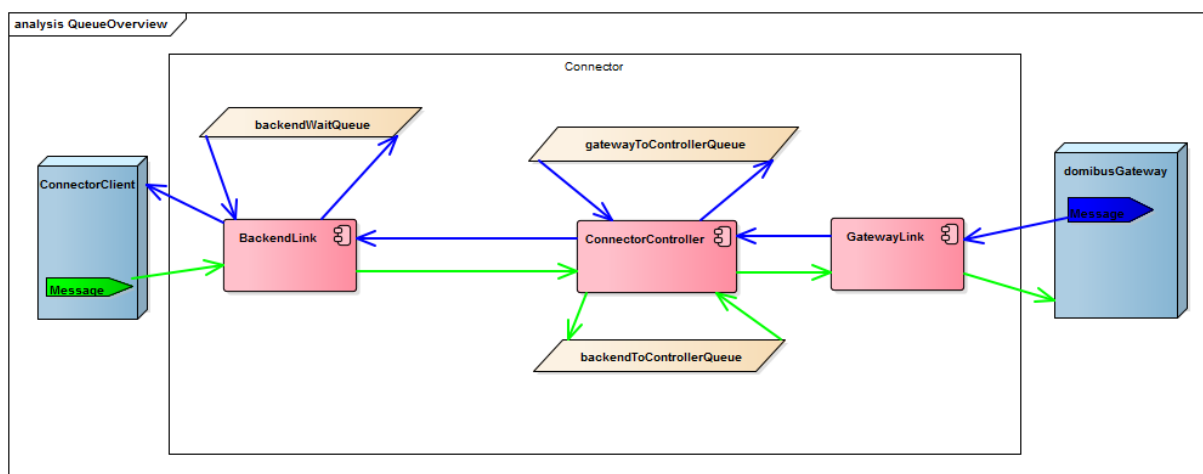 analysis QueueOverview
Connector
backendWaitQueue
gatewayToControllerQueue
ConnectorClient
domibusGateway
Message
BackendLink
ConnectorController
GatewayLink
Message
backendToControllerQueue